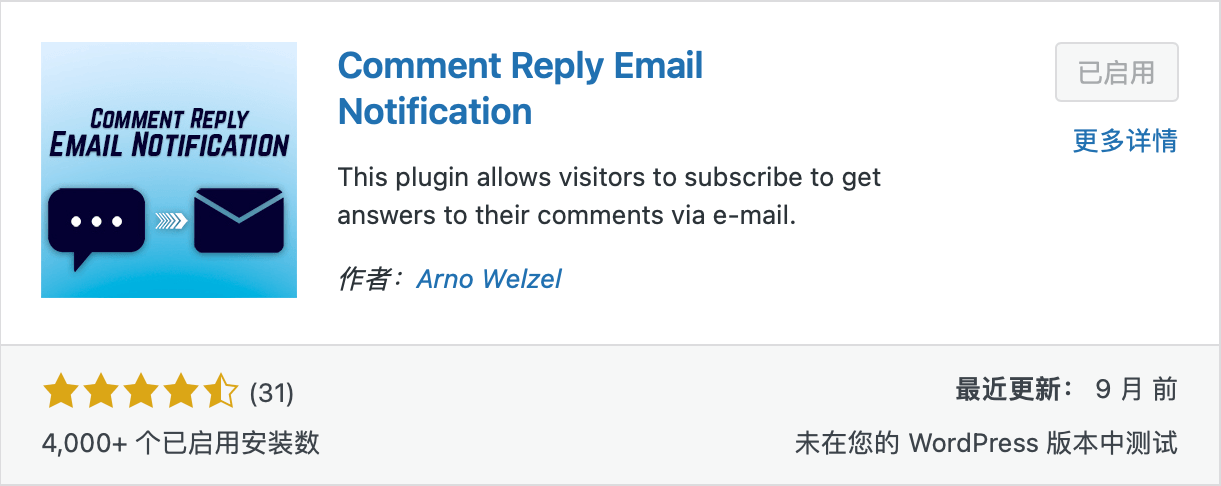 COMMENT REPLY
EMAIL NOTIFICATION
Comment Reply Email
Notification
This plugin allows visitors to subscribe to get
answers to their comments via e-mail.
作者：Arno Welzel
已启用
更多详情
(31)
4,000+ 个已启用安装数
最近更新： 9 月 前
未在您的 WordPress 版本中测试